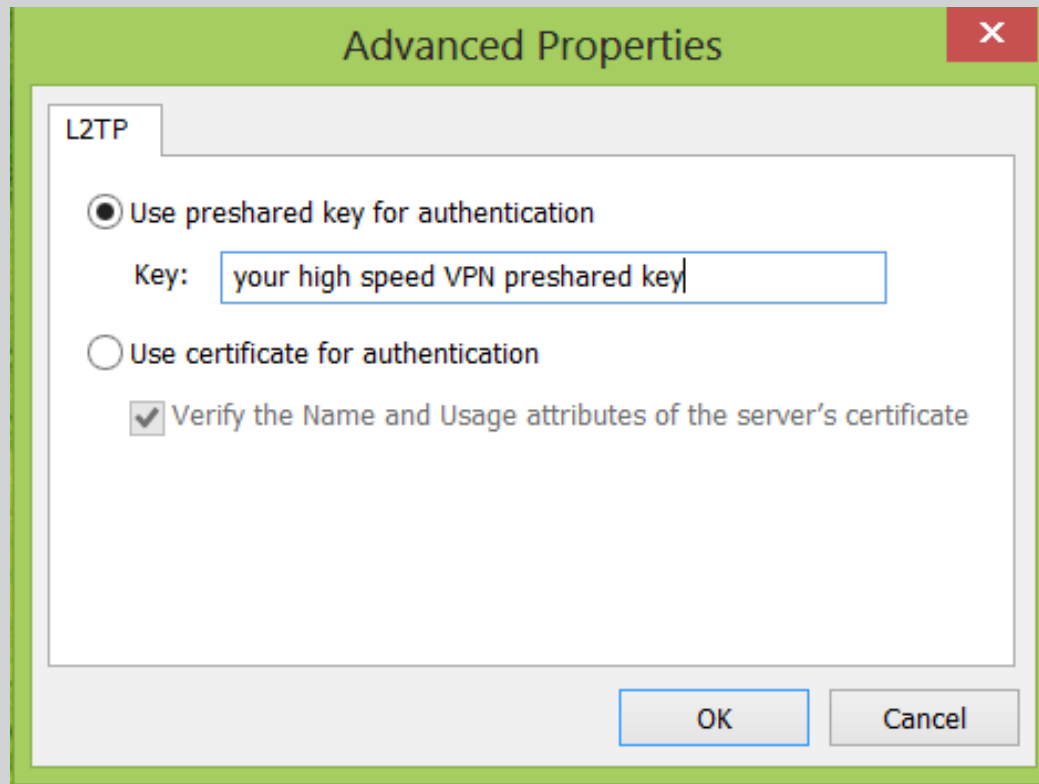 Advanced Properties
L2TP
Use preshared key for authentication
Key: your high speed VPN preshared key
Use certificate for authentication
Verify the Name and Usage attributes of the server's certificate
OK Cancel